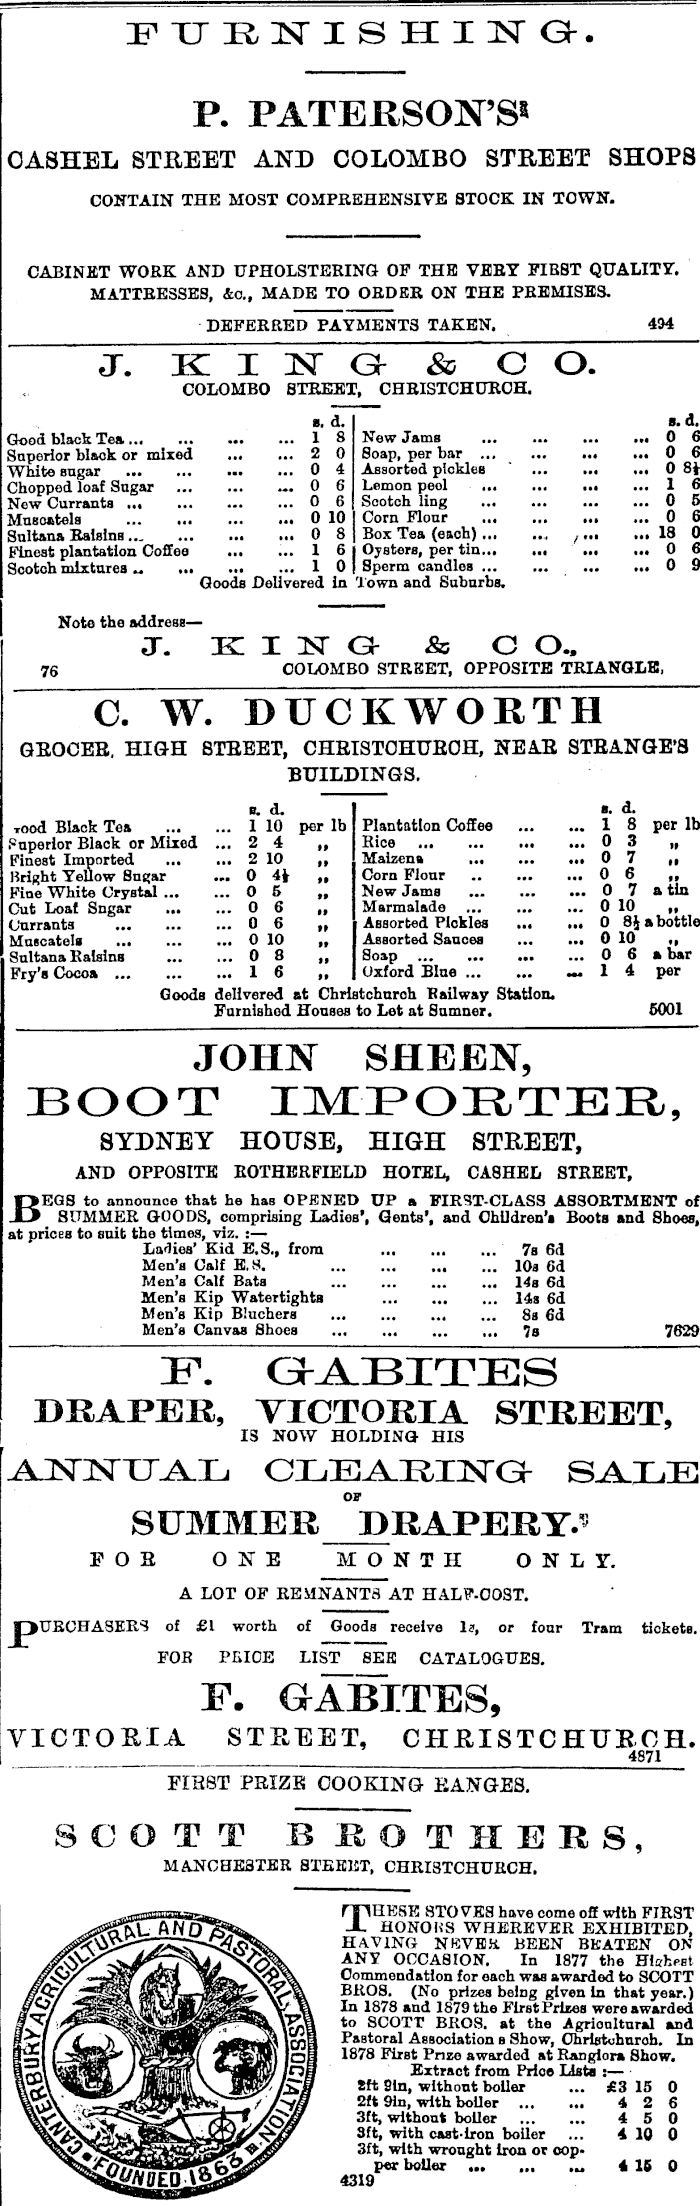 FURNISHING.
P. PATERSON'S
CASHEL STREET AND COLOMBO STREET SHOPS
CONTAIN THE MOST COMPREHENSIVE STOCK IN TOWN.
CABINET WORK AND UPHOLSTERING OF THE VERY FIRST QUALITY.
MATTRESSES, &c., MADE TO ORDER ON THE PREMISES.
DEFERRED PAYMENTS TAKEN. 494
J. KING & CO.
COLOMBO STREET, CHRISTCHURCH.
s. d.
Good black Tea ... ... ... ... 1 8
Superior black or mixed ... ... 2 0
White sugar ... ... ... ... 0 4
Chopped loaf Sugar ... ... ... 0 6
New Currants ... ... ... ... 0 6
Muscatels ... ... ... ... 0 10
Sultana Raisins ... ... ... ... 0 8
Finest plantation Coffee ... ... 1 6
Scotch mixtures .. ... ... ... 1 0
s. d.
New Jams ... ... ... ... 0 6
Soap, per bar ... ... ... ... 0 6
Assorted pickles ... ... ... 0 8½
Lemon peel ... ... ... ... 1 6
Scotch ling ... ... ... ... 0 5
Corn Flour ... ... ... ... 0 6
Box Tea (each) ... ... ... ... 18 0
Oysters, per tin... ... ... ... 0 6
Sperm candles ... ... ... ... 0 9
Goods Delivered in Town and Suburbs.
Note the address—
J. KING & CO.,
76 COLOMBO STREET, OPPOSITE TRIANGLE,
C. W. DUCKWORTH
GROCER, HIGH STREET, CHRISTCHURCH, NEAR STRANGE'S
BUILDINGS.
s. d.
Good Black Tea ... ... 1 10 per lb
Superior Black or Mixed ... 2 4 „
Finest Imported ... ... 2 10 „
Bright Yellow Sugar ... 0 4½ „
Fine White Crystal ... ... 0 5 „
Cut Loaf Sugar ... ... 0 6 „
Currants ... ... ... 0 6 „
Muscatels ... ... ... 0 10 „
Sultana Raisins ... ... 0 8 „
Fry's Cocoa ... ... ... 1 6 „
s. d.
Plantation Coffee ... ... 1 8 per lb
Rice ... ... ... ... 0 3 „
Maizena ... ... ... 0 7 „
Corn Flour .. ... ... 0 6 „
New Jams ... ... ... 0 7 a tin
Marmalade ... ... ... 0 10 „
Assorted Pickles ... ... 0 8½ a bottle
Assorted Sauces ... ... 0 10 „
Soap ... ... ... ... 0 6 a bar
Oxford Blue ... ... ... 1 4 per
Goods delivered at Christchurch Railway Station.
Furnished Houses to Let at Sumner. 5001
JOHN SHEEN,
BOOT IMPORTER,
SYDNEY HOUSE, HIGH STREET,
AND OPPOSITE ROTHERFIELD HOTEL, CASHEL STREET,
BEGS to announce that he has OPENED UP a FIRST-CLASS ASSORTMENT of
SUMMER GOODS, comprising Ladies', Gents', and Children's Boots and Shoes,
at prices to suit the times, viz. :—
Ladies' Kid E.S., from ... ... ... 7s 6d
Men's Calf E.S. ... ... ... ... 10s 6d
Men's Calf Bats ... ... ... ... 14s 6d
Men's Kip Watertights ... ... ... 14s 6d
Men's Kip Bluchers ... ... ... ... 8s 6d
Men's Canvas Shoes ... ... ... ... 7s 7629
F. GABITES
DRAPER, VICTORIA STREET,
IS NOW HOLDING HIS
ANNUAL CLEARING SALE
OF
SUMMER DRAPERY.
FOR ONE MONTH ONLY.
A LOT OF REMNANTS AT HALF-COST.
PURCHASERS of £1 worth of Goods receive 1s, or four Tram tickets.
FOR PRICE LIST SEE CATALOGUES.
F. GABITES,
VICTORIA STREET, CHRISTCHURCH.
4871
FIRST PRIZE COOKING RANGES.
SCOTT BROTHERS,
MANCHESTER STREET, CHRISTCHURCH.
CANTERBURY AGRICULTURAL AND PASTORAL ASSOCIATION
FOUNDED 1863
THESE STOVES have come off with FIRST
HONORS WHEREVER EXHIBITED,
HAVING NEVER BEEN BEATEN ON
ANY OCCASION. In 1877 the Highest
Commendation for each was awarded to SCOTT
BROS. (No prizes being given in that year.)
In 1878 and 1879 the First Prizes were awarded
to SCOTT BROS. at the Agricultural and
Pastoral Association s Show, Christchurch. In
1878 First Prize awarded at Rangiora Show.
Extract from Price Lists :—
2ft 9in, without boiler ... £3 15 0
2ft 9in, with boiler ... ... 4 2 6
3ft, without boiler ... ... 4 5 0
3ft, with cast-iron boiler ... 4 10 0
3ft, with wrought iron or cop-
per boiler ... ... ... 4 15 0
4319